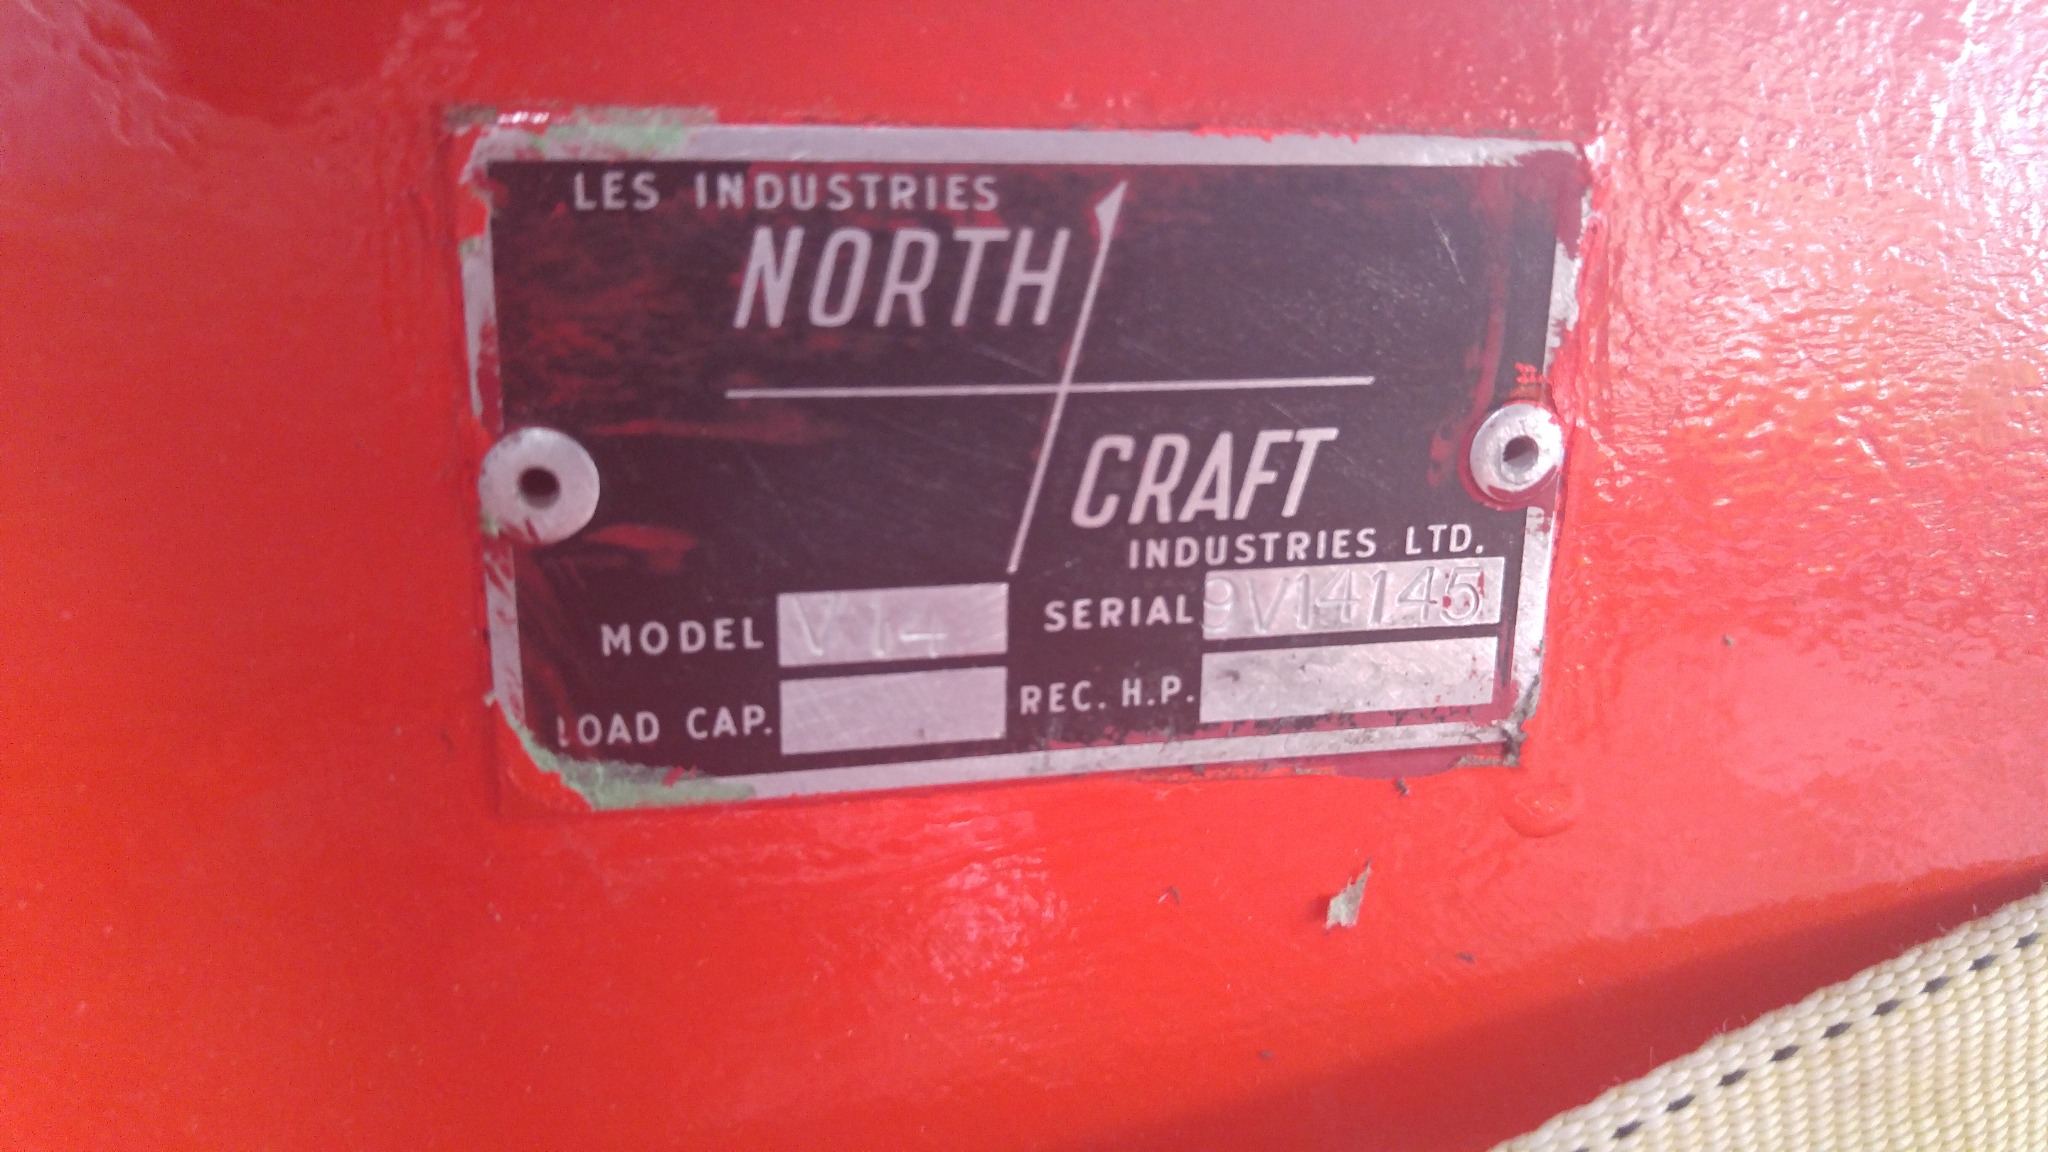 LES INDUSTRIES
NORTH
CRAFT
INDUSTRIES LTD.
MODEL V14 SERIAL 9V14145
LOAD CAP. REC. H.P.